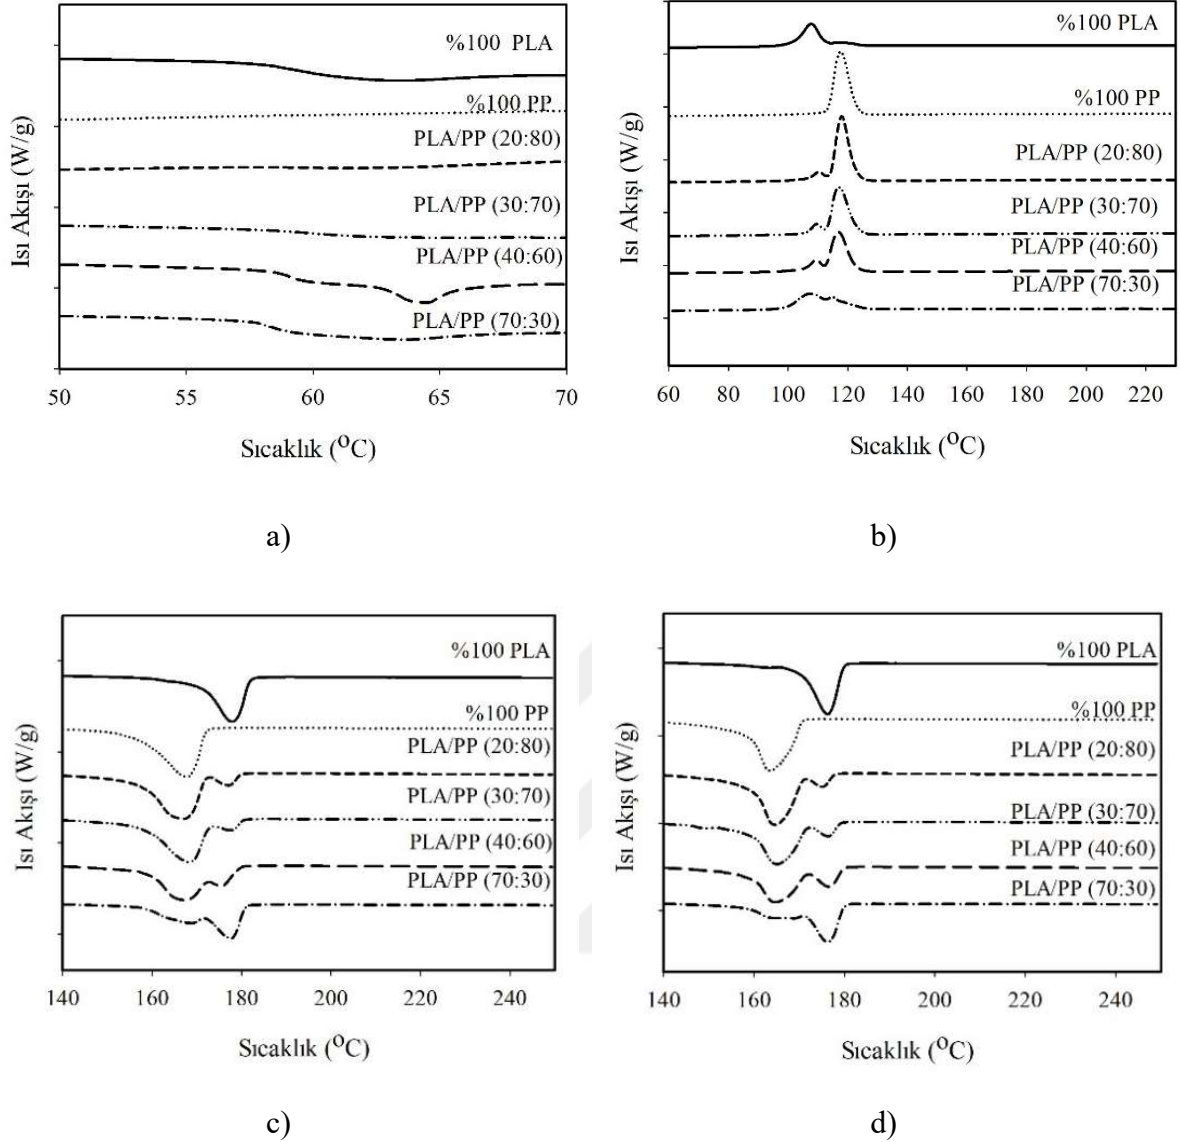 %100 PLA
%100 PP
PLA/PP (20:80)
PLA/PP (30:70)
PLA/PP (40:60)
PLA/PP (70:30)
Isı Akışı (W/g)
50 55 60 65 70
Sıcaklık (ᴼC)
a)
%100 PLA
%100 PP
PLA/PP (20:80)
PLA/PP (30:70)
PLA/PP (40:60)
PLA/PP (70:30)
Isı Akışı (W/g)
60 80 100 120 140 160 180 200 220
Sıcaklık (ᴼC)
b)
%100 PLA
%100 PP
PLA/PP (20:80)
PLA/PP (30:70)
PLA/PP (40:60)
PLA/PP (70:30)
Isı Akışı (W/g)
140 160 180 200 220 240
Sıcaklık (ᴼC)
c)
%100 PLA
%100 PP
PLA/PP (20:80)
PLA/PP (30:70)
PLA/PP (40:60)
PLA/PP (70:30)
Isı Akışı (W/g)
140 160 180 200 220 240
Sıcaklık (ᴼC)
d)